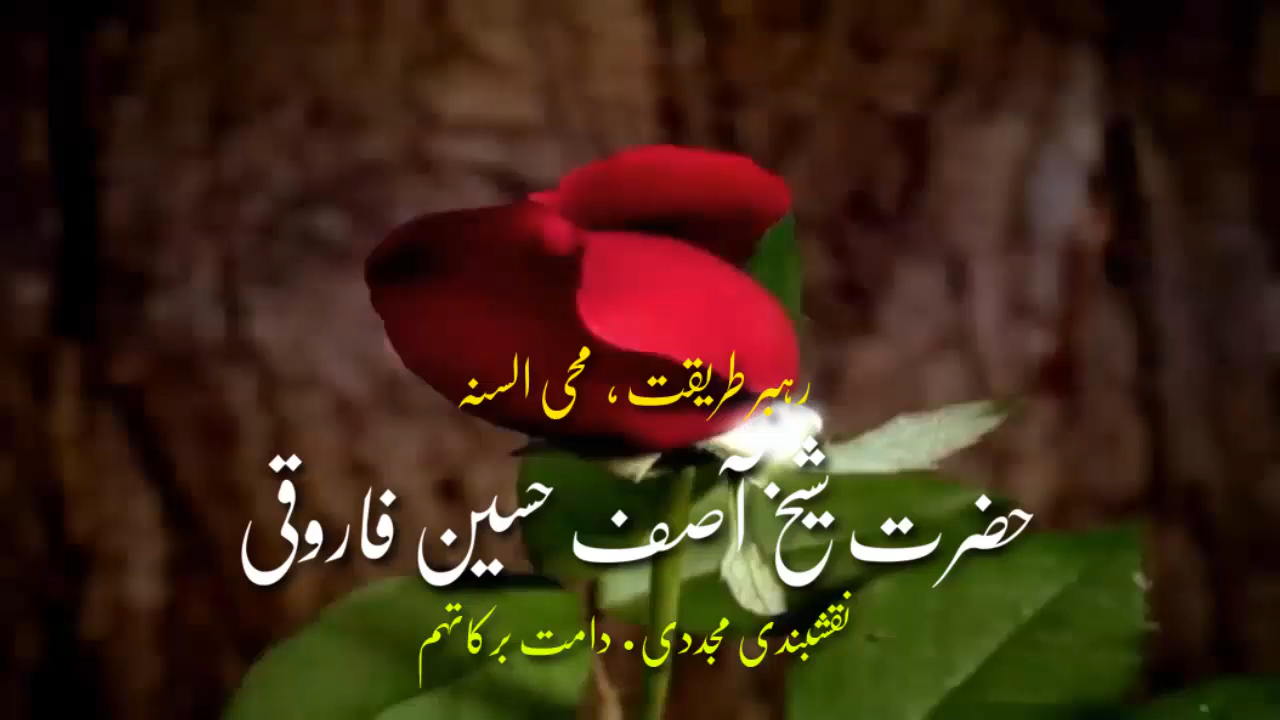 رہبر طریقت ، محی السنہ
حضرت شیخ آصف حسین فاروقی
نقشبندی مجددی . دامت برکاتہم